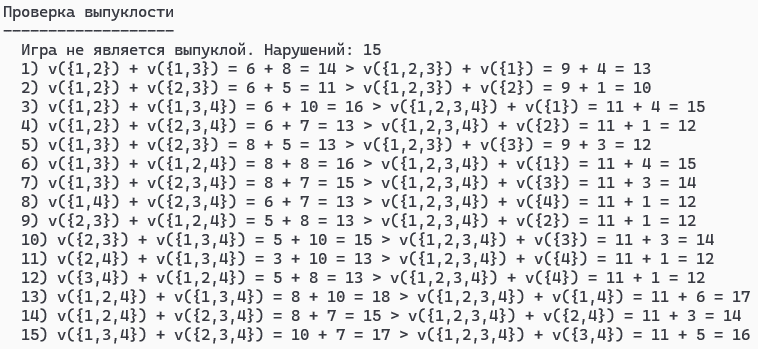 Проверка выпуклости
-------------------
Игра не является выпуклой. Нарушений: 15
1) v({1,2}) + v({1,3}) = 6 + 8 = 14 > v({1,2,3}) + v({1}) = 9 + 4 = 13
2) v({1,2}) + v({2,3}) = 6 + 5 = 11 > v({1,2,3}) + v({2}) = 9 + 1 = 10
3) v({1,2}) + v({1,3,4}) = 6 + 10 = 16 > v({1,2,3,4}) + v({1}) = 11 + 4 = 15
4) v({1,2}) + v({2,3,4}) = 6 + 7 = 13 > v({1,2,3,4}) + v({2}) = 11 + 1 = 12
5) v({1,3}) + v({2,3}) = 8 + 5 = 13 > v({1,2,3}) + v({3}) = 9 + 3 = 12
6) v({1,3}) + v({1,2,4}) = 8 + 8 = 16 > v({1,2,3,4}) + v({1}) = 11 + 4 = 15
7) v({1,3}) + v({2,3,4}) = 8 + 7 = 15 > v({1,2,3,4}) + v({3}) = 11 + 3 = 14
8) v({1,4}) + v({2,3,4}) = 6 + 7 = 13 > v({1,2,3,4}) + v({4}) = 11 + 1 = 12
9) v({2,3}) + v({1,2,4}) = 5 + 8 = 13 > v({1,2,3,4}) + v({2}) = 11 + 1 = 12
10) v({2,3}) + v({1,3,4}) = 5 + 10 = 15 > v({1,2,3,4}) + v({3}) = 11 + 3 = 14
11) v({2,4}) + v({1,3,4}) = 3 + 10 = 13 > v({1,2,3,4}) + v({4}) = 11 + 1 = 12
12) v({3,4}) + v({1,2,4}) = 5 + 8 = 13 > v({1,2,3,4}) + v({4}) = 11 + 1 = 12
13) v({1,2,4}) + v({1,3,4}) = 8 + 10 = 18 > v({1,2,3,4}) + v({1,4}) = 11 + 6 = 17
14) v({1,2,4}) + v({2,3,4}) = 8 + 7 = 15 > v({1,2,3,4}) + v({2,4}) = 11 + 3 = 14
15) v({1,3,4}) + v({2,3,4}) = 10 + 7 = 17 > v({1,2,3,4}) + v({3,4}) = 11 + 5 = 16